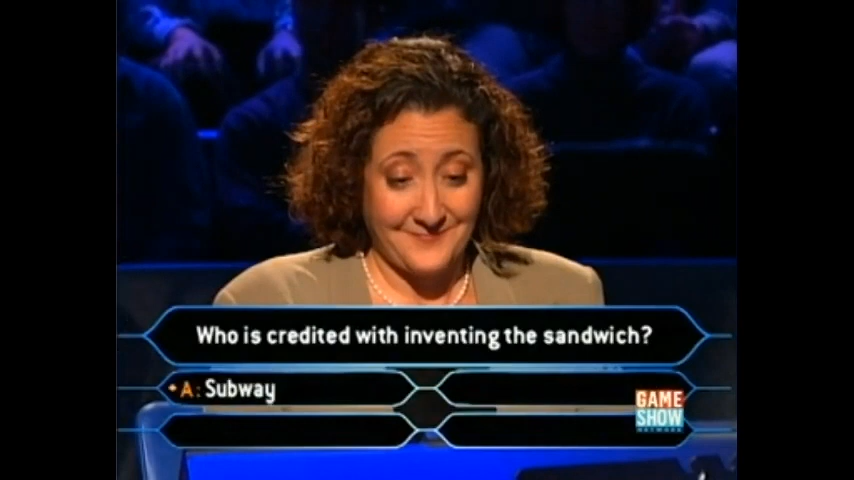 Who is credited with inventing the sandwich?
A: Subway
GAME
SHOW
NETWORK